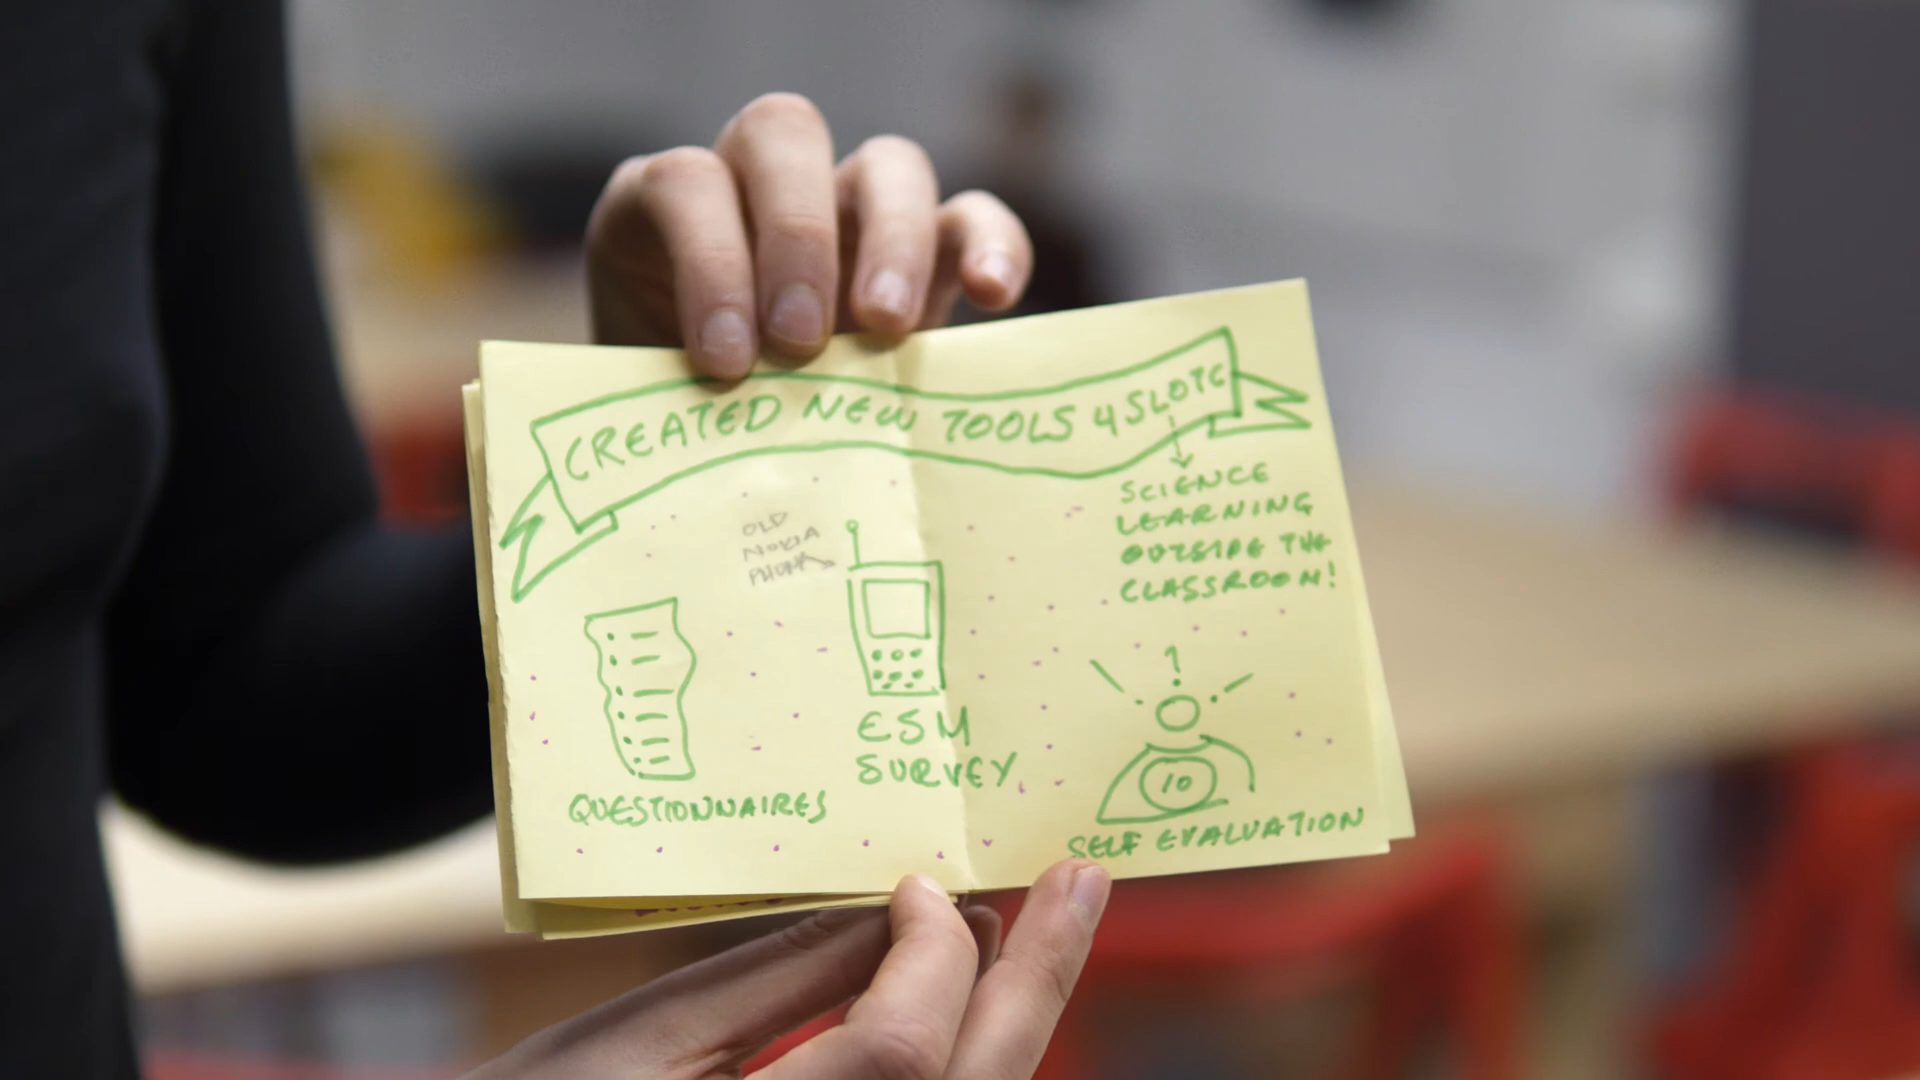 CREATED NEW TOOLS 4 SLOTC
SCIENCE
LEARNING
OUTSIDE THE
CLASSROOM!
OLD
NOKIA
PHONE
ESM
SURVEY
QUESTIONNAIRES
10
SELF EVALUATION